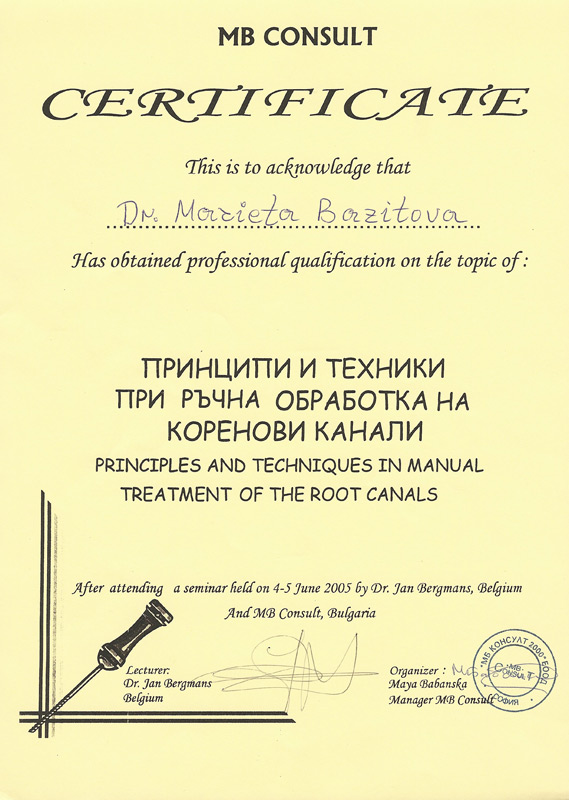 MB CONSULT
CERTIFICATE
This is to acknowledge that
Dr. Marieta Bazitova
Has obtained professional qualification on the topic of :
ПРИНЦИПИ И ТЕХНИКИ
ПРИ РЪЧНА ОБРАБОТКА НА
КОРЕНОВИ КАНАЛИ
PRINCIPLES AND TECHNIQUES IN MANUAL
TREATMENT OF THE ROOT CANALS
After attending a seminar held on 4-5 June 2005 by Dr. Jan Bergmans, Belgium
And MB Consult, Bulgaria
Lecturer:
Dr. Jan Bergmans
Belgium
Organizer :
Maya Babanska
Manager MB Consult
"МБ КОНСУЛТ 2000" ЕООД
СОФИЯ